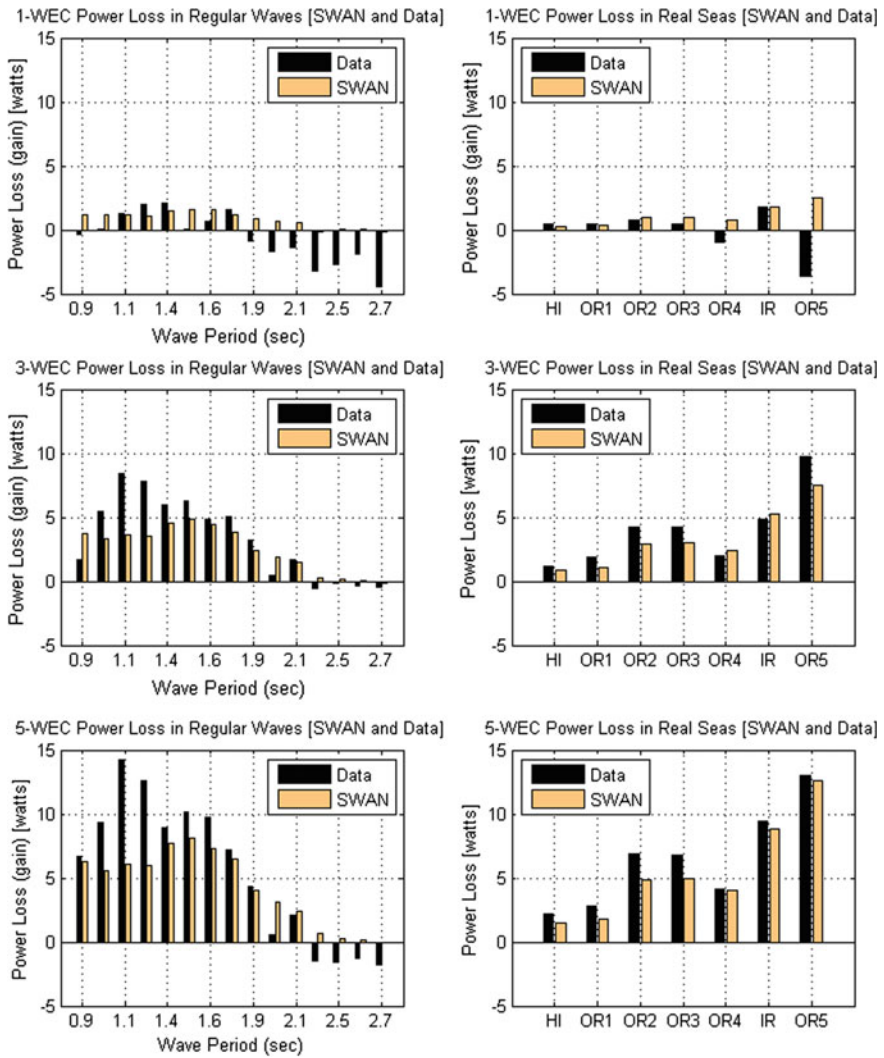 1-WEC Power Loss in Regular Waves [SWAN and Data]
15
10
5
0
-5
Power Loss (gain) [watts]
Data
SWAN
0.9 1.1 1.4 1.6 1.9 2.1 2.5 2.7
Wave Period (sec)
1-WEC Power Loss in Real Seas [SWAN and Data]
15
10
5
0
-5
Power Loss (gain) [watts]
Data
SWAN
HI OR1 OR2 OR3 OR4 IR OR5
3-WEC Power Loss in Regular Waves [SWAN and Data]
15
10
5
0
-5
Power Loss (gain) [watts]
Data
SWAN
0.9 1.1 1.4 1.6 1.9 2.1 2.5 2.7
Wave Period (sec)
3-WEC Power Loss in Real Seas [SWAN and Data]
15
10
5
0
-5
Power Loss [watts]
Data
SWAN
HI OR1 OR2 OR3 OR4 IR OR5
5-WEC Power Loss in Regular Waves [SWAN and Data]
15
10
5
0
-5
Power Loss (gain) [watts]
Data
SWAN
0.9 1.1 1.4 1.6 1.9 2.1 2.5 2.7
Wave Period (sec)
5-WEC Power Loss in Real Seas [SWAN and Data]
15
10
5
0
-5
Power Loss [watts]
Data
SWAN
HI OR1 OR2 OR3 OR4 IR OR5